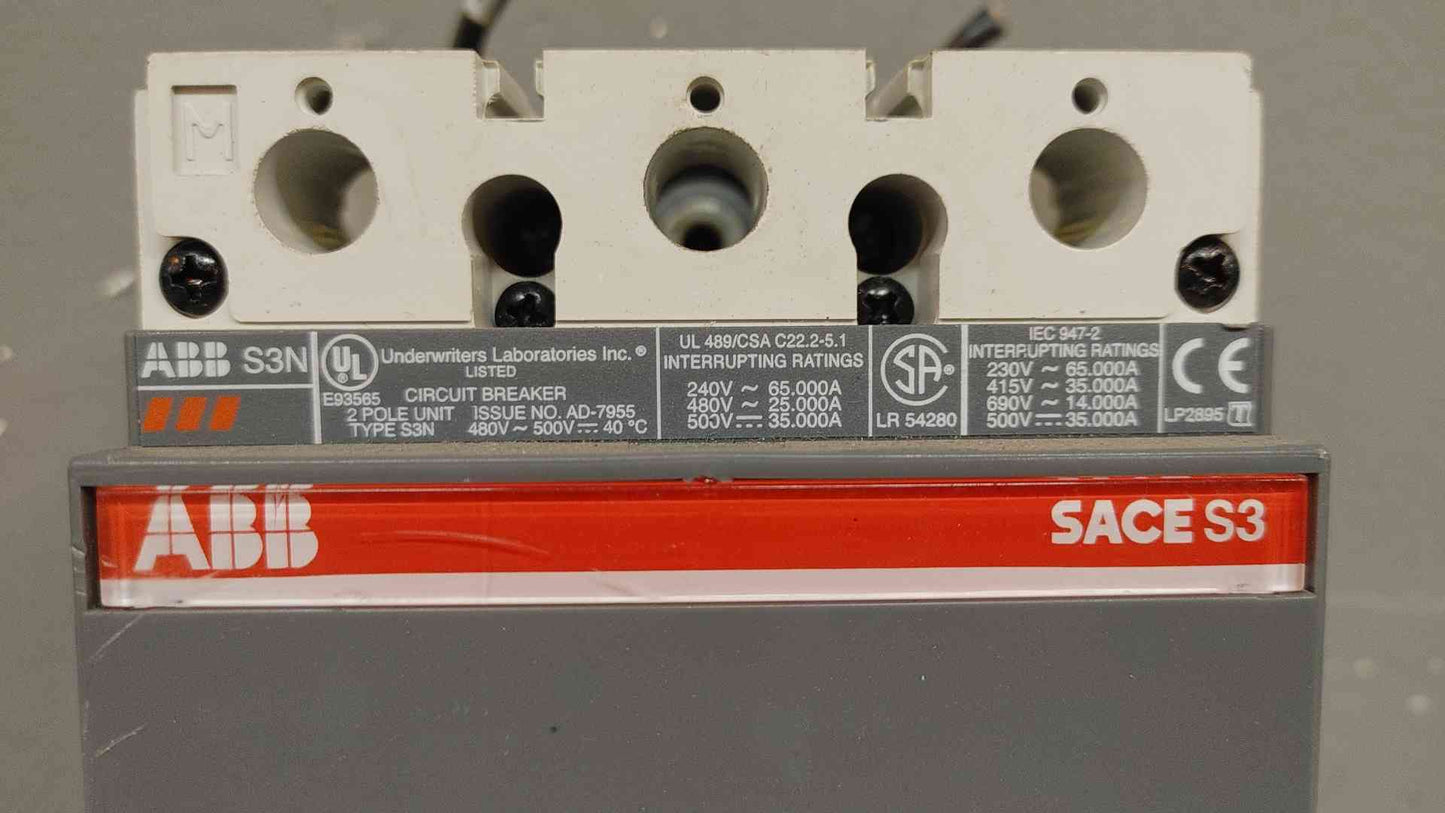 M
ABB S3N
UL®
E93565
Underwriters Laboratories Inc.®
LISTED
CIRCUIT BREAKER
2 POLE UNIT ISSUE NO. AD-7955
TYPE S3N 480V ~ 500V ⎓ 40 °C
UL 489/CSA C22.2-5.1
INTERRUPTING RATINGS
240V ~ 65.000A
480V ~ 25.000A
500V ⎓ 35.000A
SA®
LR 54280
IEC 947-2
INTERRUPTING RATINGS
230V ~ 65.000A
415V ~ 35.000A
690V ~ 14.000A
500V ⎓ 35.000A
CE
LP2895
ABB
SACE S3